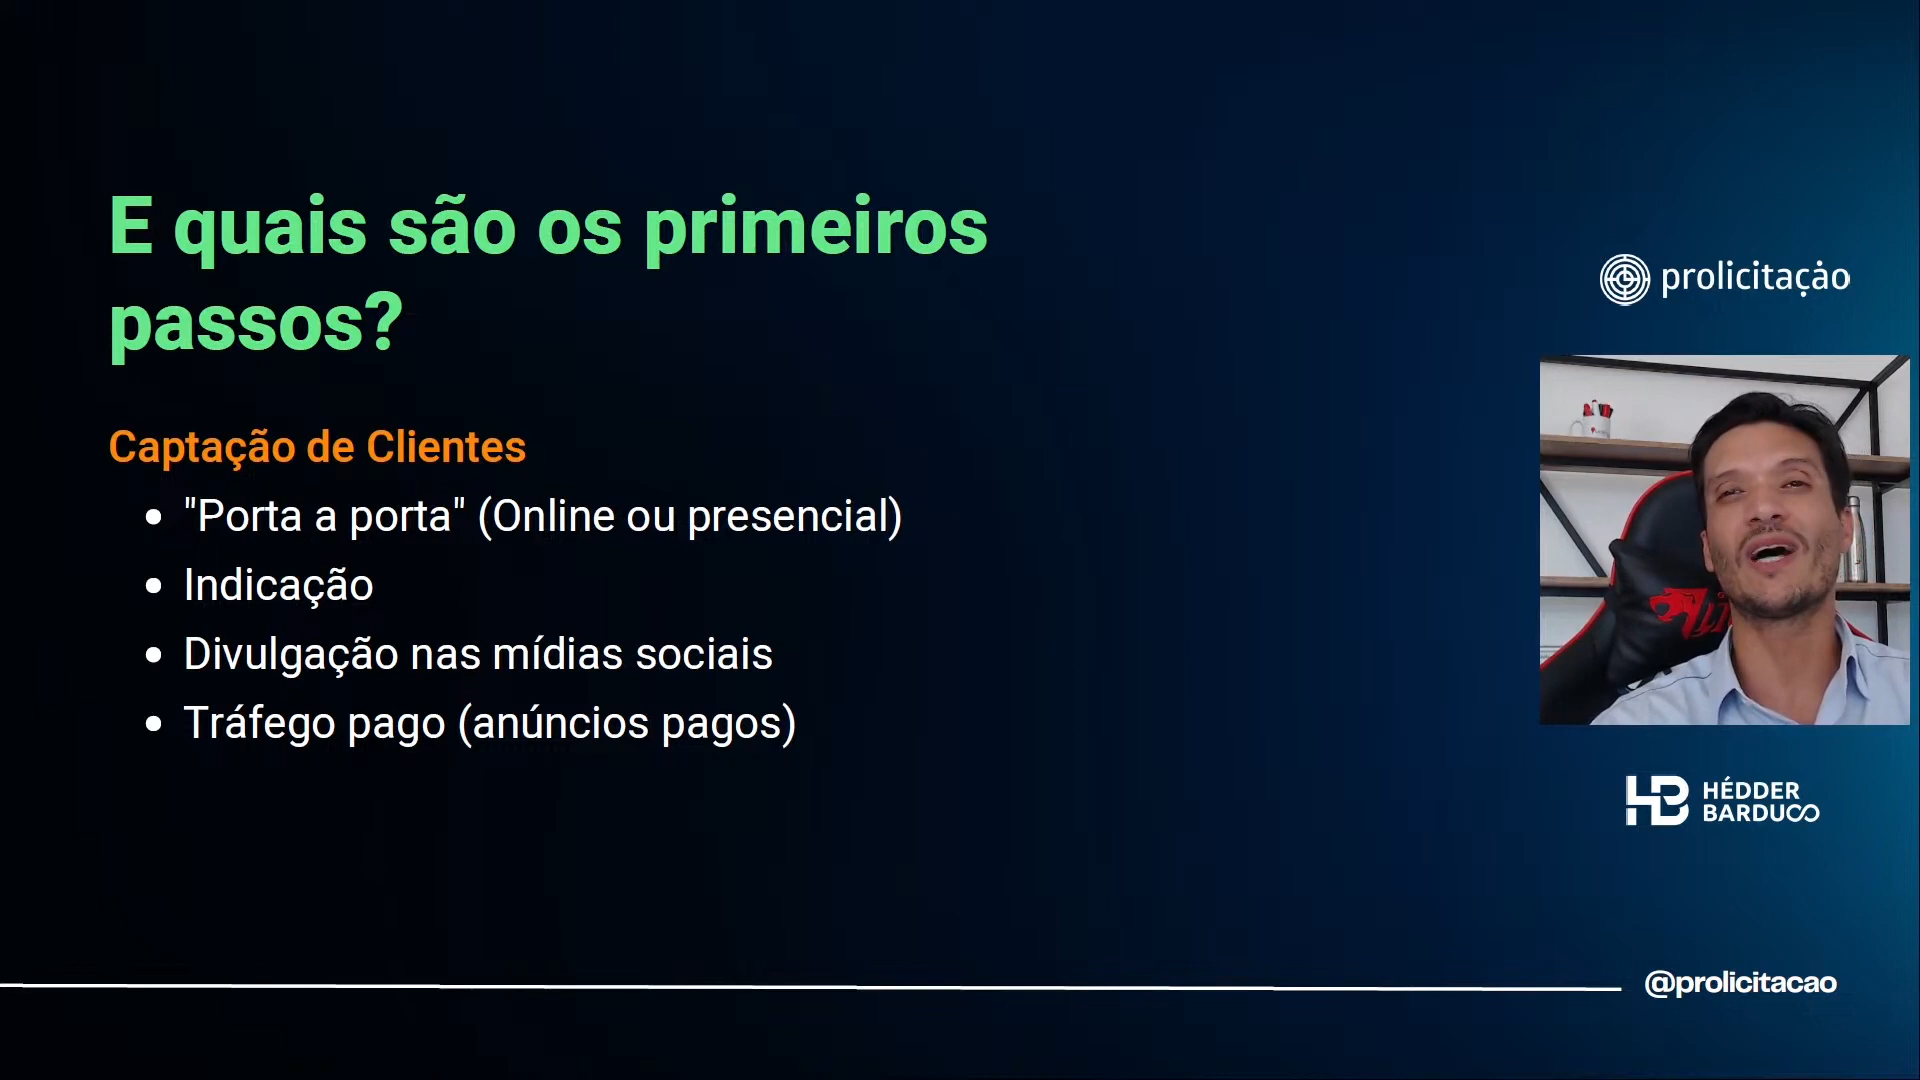 E quais são os primeiros
passos?
Captação de Clientes
"Porta a porta" (Online ou presencial)
Indicação
Divulgação nas mídias sociais
Tráfego pago (anúncios pagos)
prolicitação
HÉDDER
BARDUCO
@prolicitacao